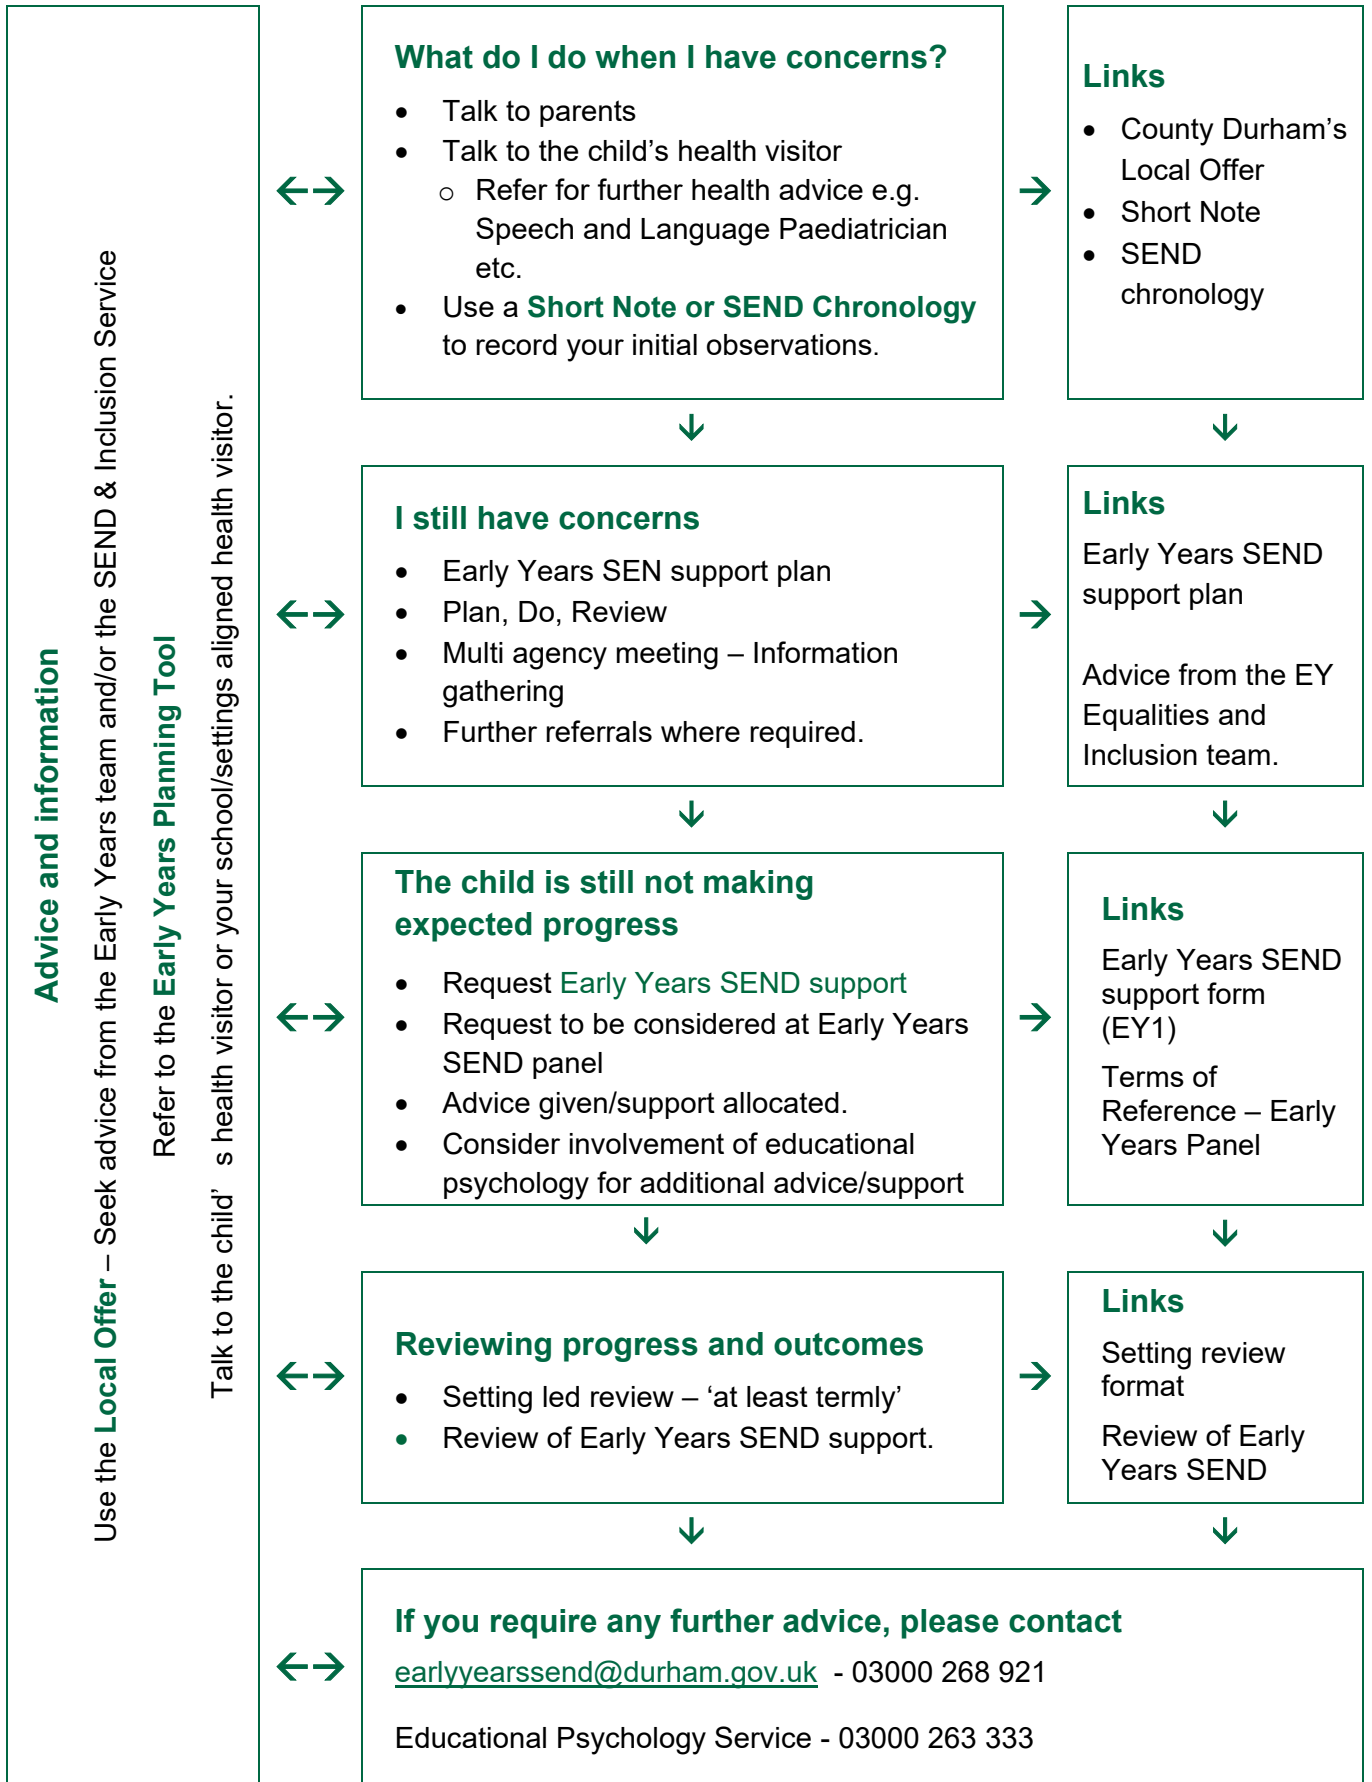 Advice and information
Use the Local Offer – Seek advice from the Early Years team and/or the SEND & Inclusion Service
Refer to the Early Years Planning Tool
Talk to the child’ s health visitor or your school/settings aligned health visitor.
What do I do when I have concerns?
• Talk to parents
• Talk to the child’s health visitor
o Refer for further health advice e.g.
Speech and Language Paediatrician
etc.
• Use a Short Note or SEND Chronology
to record your initial observations.
Links
• County Durham’s
Local Offer
• Short Note
• SEND
chronology
I still have concerns
• Early Years SEN support plan
• Plan, Do, Review
• Multi agency meeting – Information
gathering
• Further referrals where required.
Links
Early Years SEND
support plan
Advice from the EY
Equalities and
Inclusion team.
The child is still not making
expected progress
• Request Early Years SEND support
• Request to be considered at Early Years
SEND panel
• Advice given/support allocated.
• Consider involvement of educational
psychology for additional advice/support
Links
Early Years SEND
support form
(EY1)
Terms of
Reference – Early
Years Panel
Reviewing progress and outcomes
• Setting led review – ‘at least termly’
• Review of Early Years SEND support.
Links
Setting review
format
Review of Early
Years SEND
If you require any further advice, please contact
earlyyearssend@durham.gov.uk - 03000 268 921
Educational Psychology Service - 03000 263 333